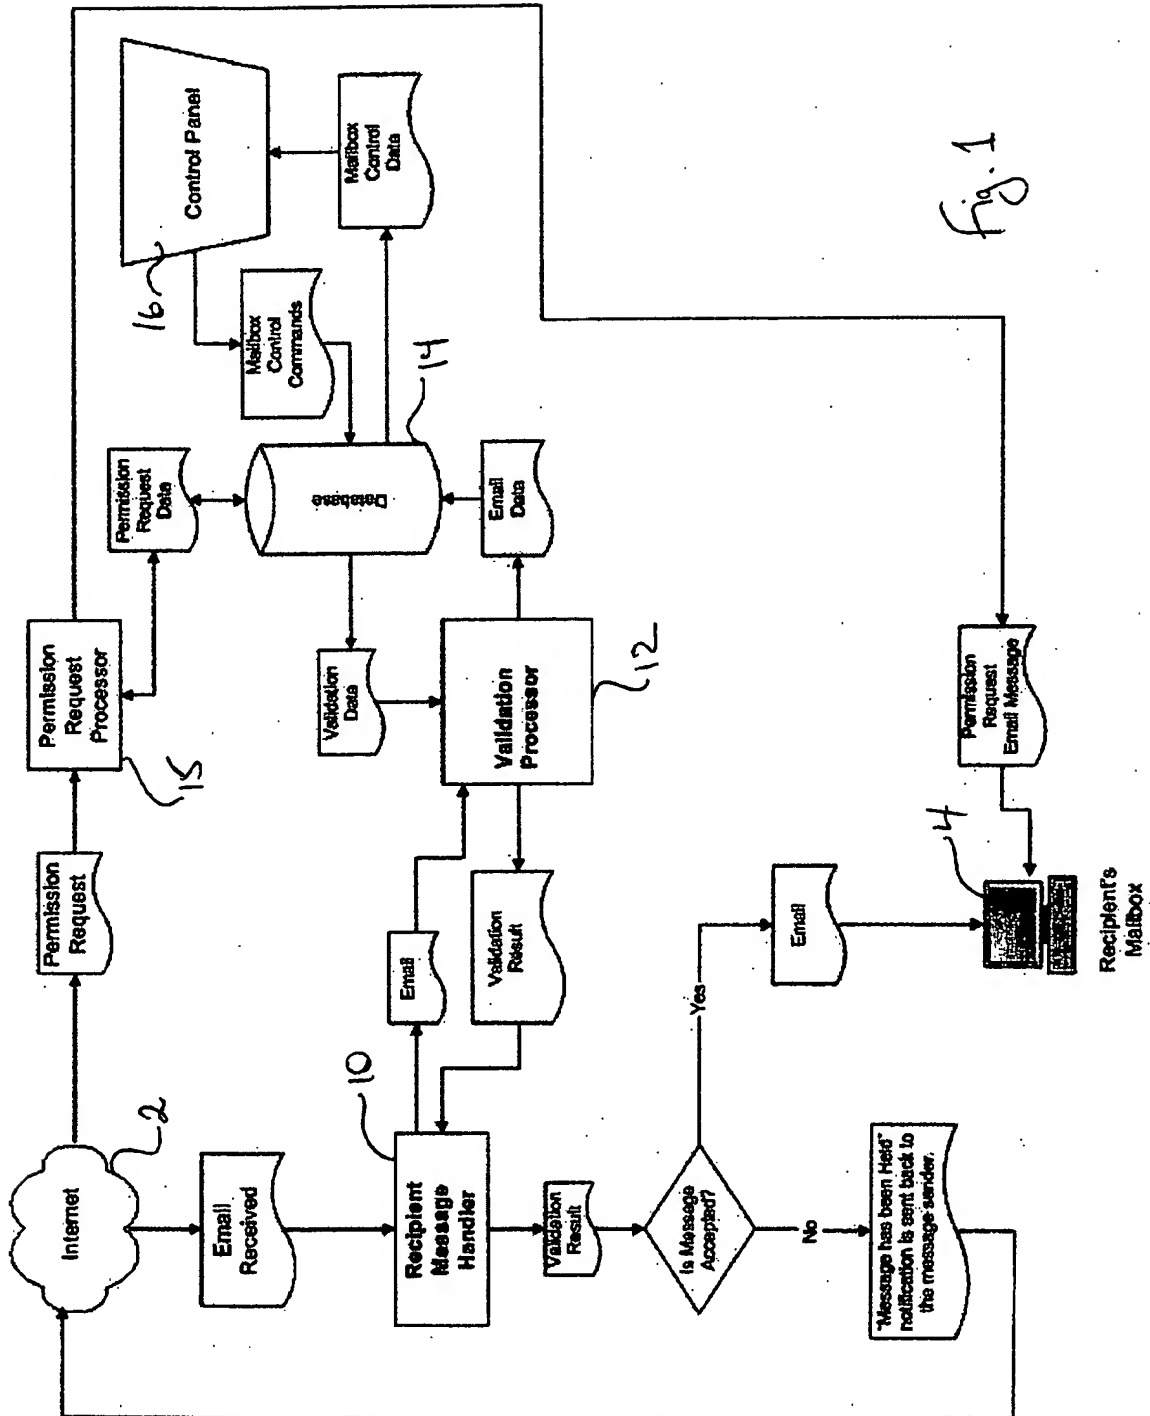 Internet
2
Permission
Request
Permission
Request
Processor
15
Permission
Request
Data
Control Panel
16
Mailbox
Control
Commands
Mailbox
Control
Data
Database
14
Email
Data
Validation
Data
Validation
Processor
12
Email
Received
Recipient
Message
Handler
10
Email
Validation
Result
Validation
Result
Is Message
Accepted?
Yes
No
Email
"Message has been Held"
notification is sent back to
the message sender.
Permission
Request
Email Message
4
Recipient's
Mailbox
Fig. 1